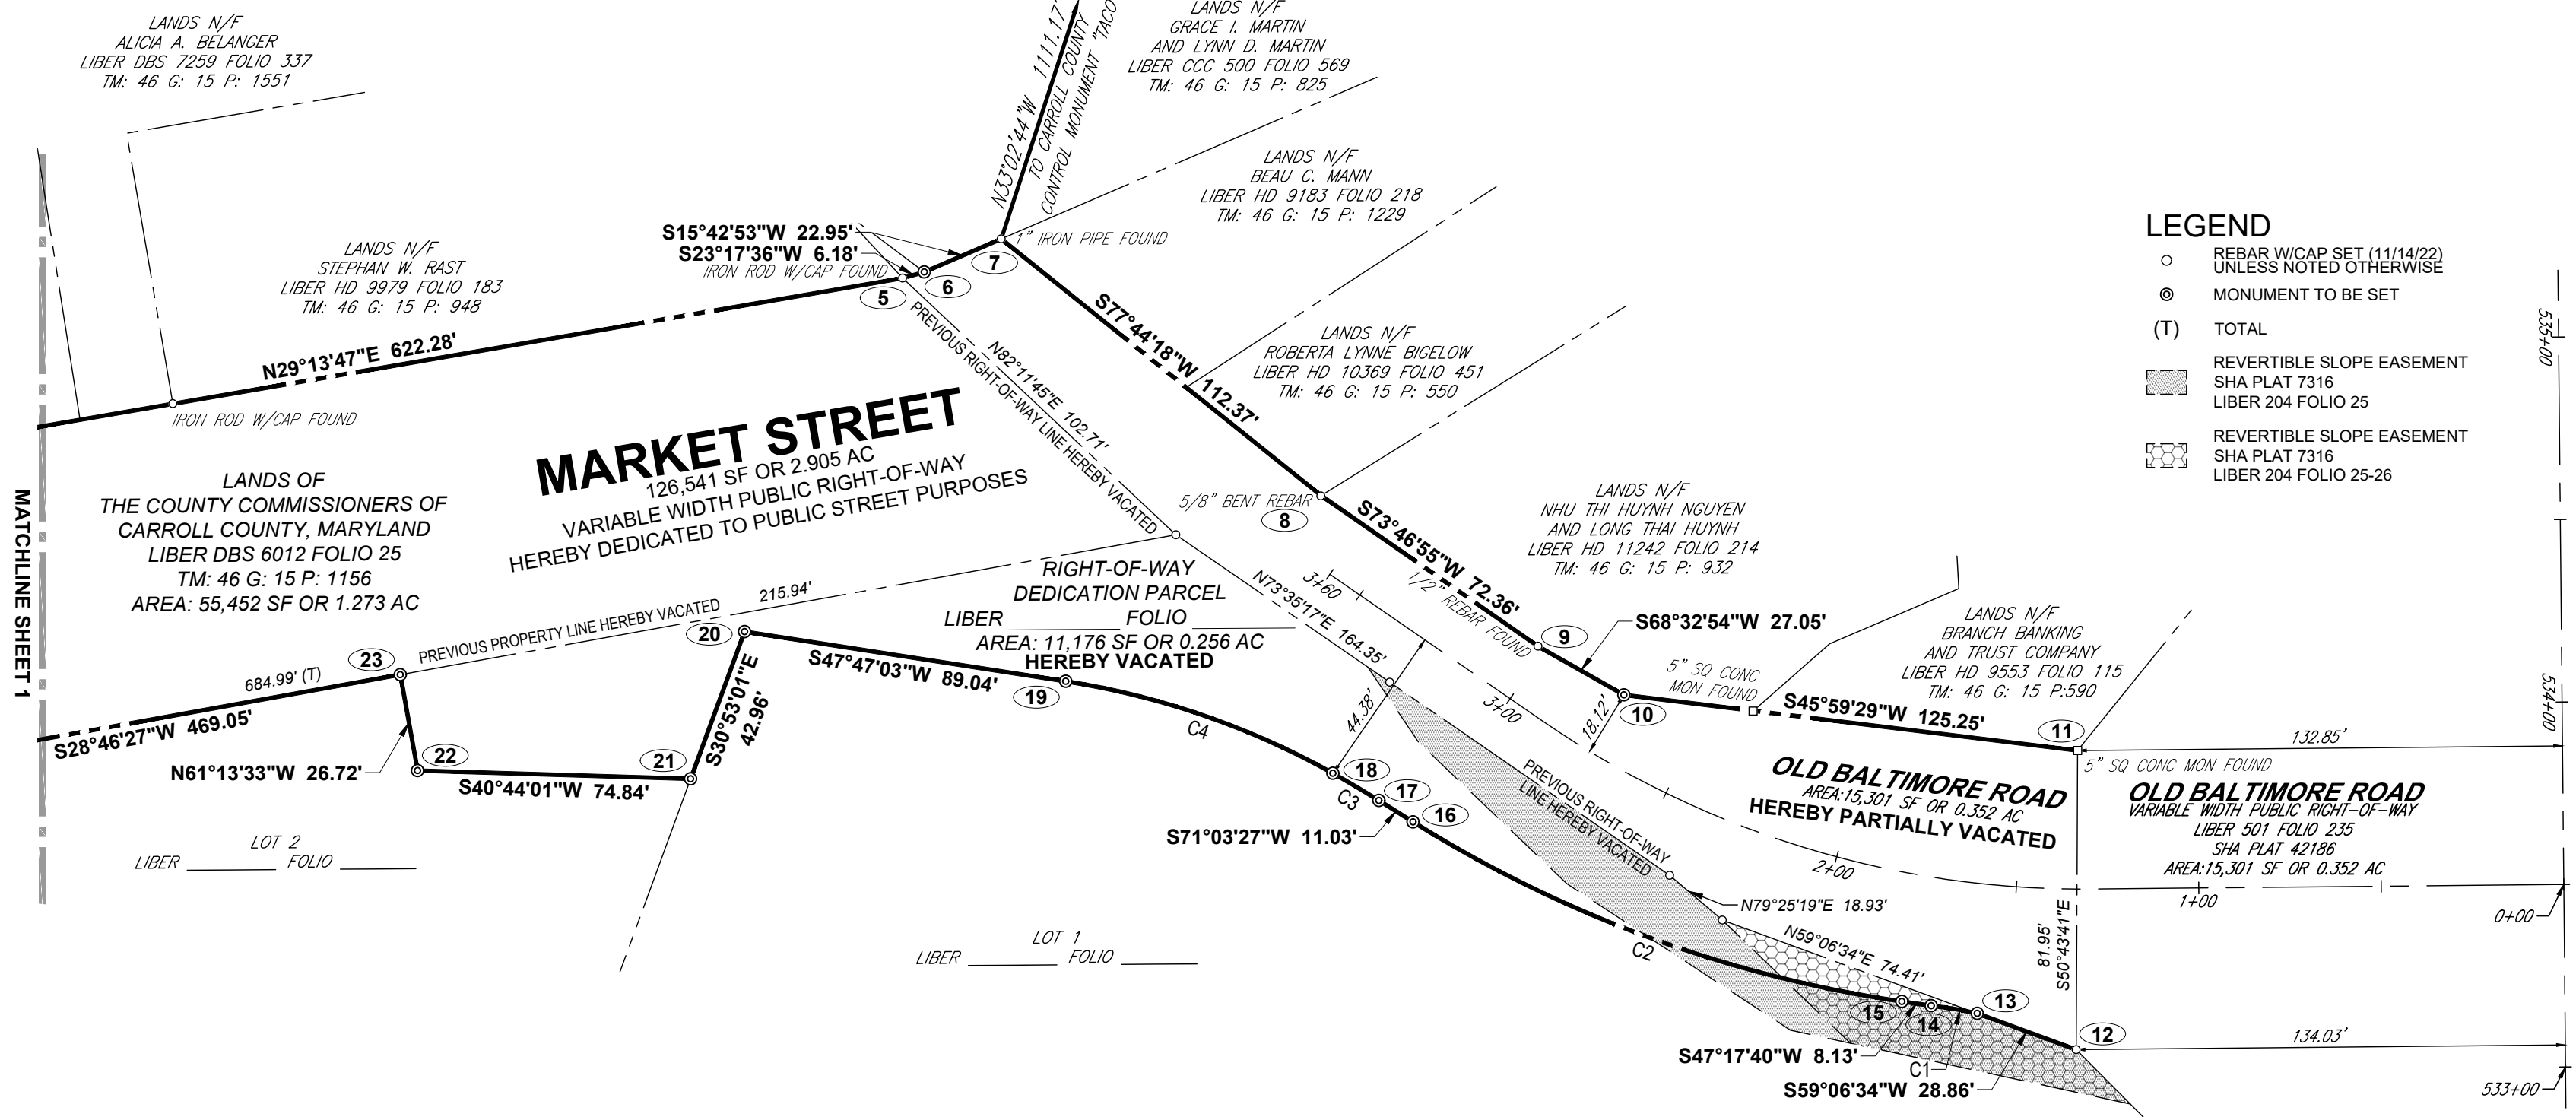 LANDS N/F
ALICIA A. BELANGER
LIBER DBS 7259 FOLIO 337
TM: 46 G: 15 P: 1551
N33°02'44"W 1111.17'
TO CARROLL COUNTY
CONTROL MONUMENT "TACO
LANDS N/F
GRACE I. MARTIN
AND LYNN D. MARTIN
LIBER CCC 500 FOLIO 569
TM: 46 G: 15 P: 825
LANDS N/F
BEAU C. MANN
LIBER HD 9183 FOLIO 218
TM: 46 G: 15 P: 1229
LANDS N/F
STEPHAN W. RAST
LIBER HD 9979 FOLIO 183
TM: 46 G: 15 P: 948
S15°42'53"W 22.95'
S23°17'36"W 6.18'
IRON ROD W/CAP FOUND
5
6
7
1" IRON PIPE FOUND
LEGEND
REBAR W/CAP SET (11/14/22)
UNLESS NOTED OTHERWISE
MONUMENT TO BE SET
(T) TOTAL
REVERTIBLE SLOPE EASEMENT
SHA PLAT 7316
LIBER 204 FOLIO 25
REVERTIBLE SLOPE EASEMENT
SHA PLAT 7316
LIBER 204 FOLIO 25-26
N29°13'47"E 622.28'
IRON ROD W/CAP FOUND
PREVIOUS RIGHT-OF-WAY LINE HEREBY VACATED
N82°11'45"E 102.71'
S77°44'18"W 112.37'
LANDS N/F
ROBERTA LYNNE BIGELOW
LIBER HD 10369 FOLIO 451
TM: 46 G: 15 P: 550
MATCHLINE SHEET 1
LANDS OF
THE COUNTY COMMISSIONERS OF
CARROLL COUNTY, MARYLAND
LIBER DBS 6012 FOLIO 25
TM: 46 G: 15 P: 1156
AREA: 55,452 SF OR 1.273 AC
MARKET STREET
126,541 SF OR 2.905 AC
VARIABLE WIDTH PUBLIC RIGHT-OF-WAY
HEREBY DEDICATED TO PUBLIC STREET PURPOSES
5/8" BENT REBAR
8
S73°46'55"W 72.36'
1/2" REBAR FOUND
LANDS N/F
NHU THI HUYNH NGUYEN
AND LONG THAI HUYNH
LIBER HD 11242 FOLIO 214
TM: 46 G: 15 P: 932
9
S68°32'54"W 27.05'
LANDS N/F
BRANCH BANKING
AND TRUST COMPANY
LIBER HD 9553 FOLIO 115
TM: 46 G: 15 P:590
5" SQ CONC
MON FOUND
10
S45°59'29"W 125.25'
11
5" SQ CONC MON FOUND
132.85'
535+00
534+00
RIGHT-OF-WAY
DEDICATION PARCEL
LIBER FOLIO
AREA: 11,176 SF OR 0.256 AC
HEREBY VACATED
PREVIOUS PROPERTY LINE HEREBY VACATED
215.94'
N73°35'17"E 164.35'
3+60
3+00
44.38'
18.12'
23
684.99' (T)
S28°46'27"W 469.05'
N61°13'33"W 26.72'
22
S40°44'01"W 74.84'
21
20
S30°53'01"E
42.96'
S47°47'03"W 89.04'
19
C4
18
C3
17
16
S71°03'27"W 11.03'
PREVIOUS RIGHT-OF-WAY
LINE HEREBY VACATED
OLD BALTIMORE ROAD
AREA:15,301 SF OR 0.352 AC
HEREBY PARTIALLY VACATED
OLD BALTIMORE ROAD
VARIABLE WIDTH PUBLIC RIGHT-OF-WAY
LIBER 501 FOLIO 235
SHA PLAT 42186
AREA:15,301 SF OR 0.352 AC
2+00
1+00
0+00
N79°25'19"E 18.93'
N59°06'34"E 74.41'
81.95'
S50°43'41"E
LOT 2
LIBER FOLIO
LOT 1
LIBER FOLIO
C2
15
14
13
12
134.03'
S47°17'40"W 8.13'
C1
S59°06'34"W 28.86'
533+00